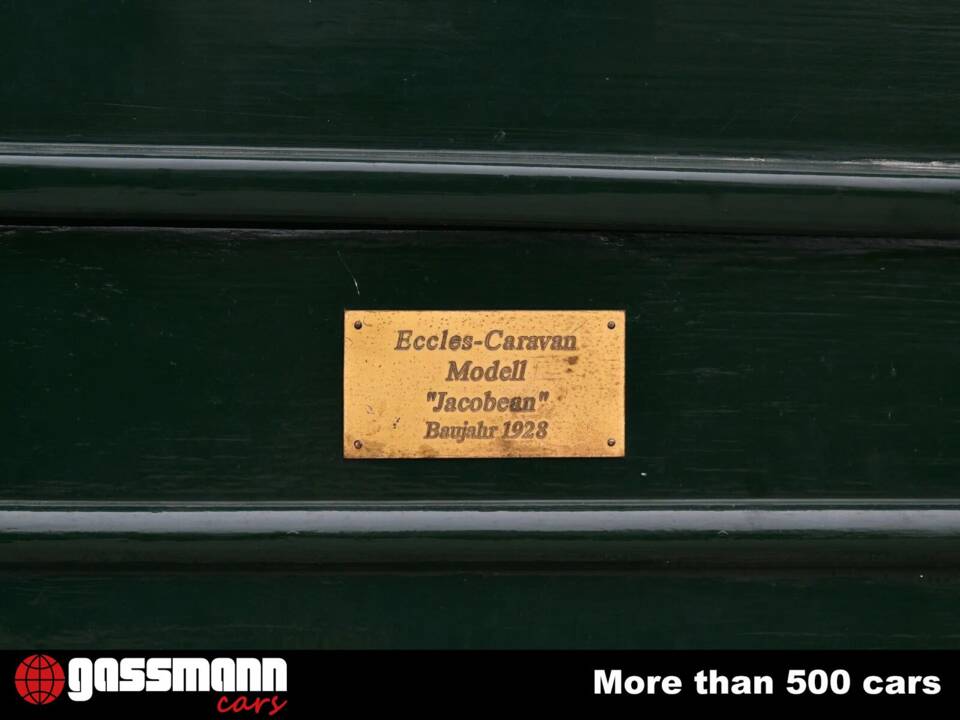 Eccles-Caravan
Modell
"Jacobean"
Baujahr 1928
gassmann
cars
More than 500 cars